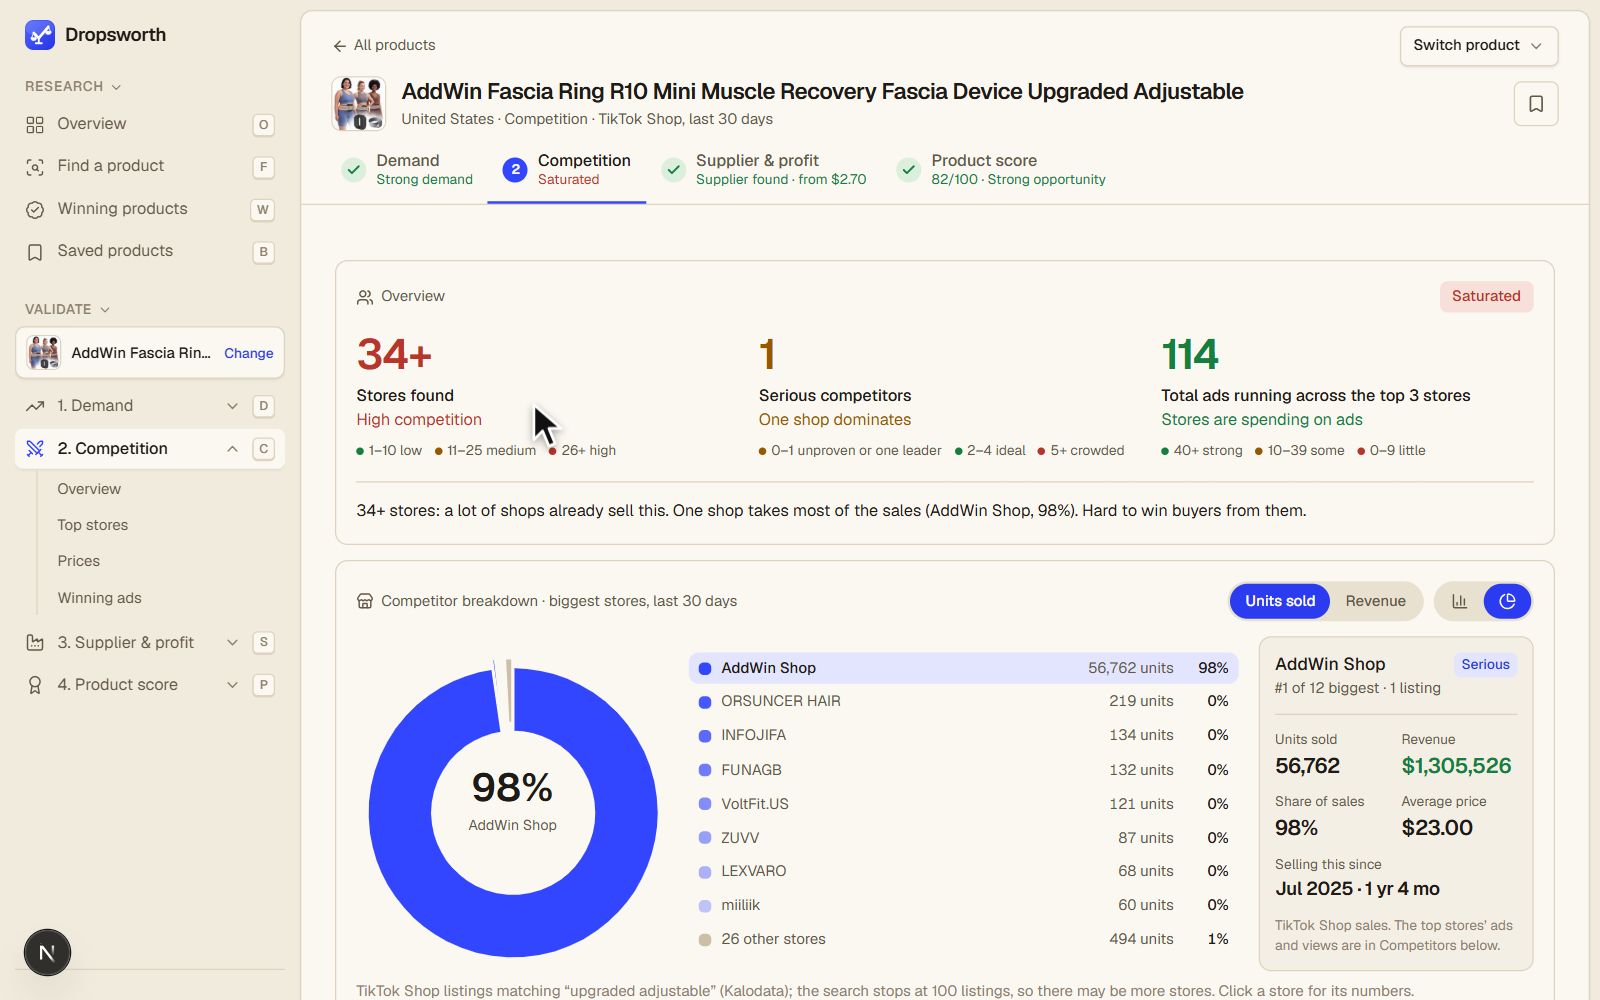 Dropsworth
RESEARCH
Overview O
Find a product F
Winning products W
Saved products B
VALIDATE
AddWin Fascia Rin... Change
1. Demand D
2. Competition C
Overview
Top stores
Prices
Winning ads
3. Supplier & profit S
4. Product score P
N
All products
Switch product
AddWin Fascia Ring R10 Mini Muscle Recovery Fascia Device Upgraded Adjustable
United States · Competition · TikTok Shop, last 30 days
Demand
Strong demand
2
Competition
Saturated
Supplier & profit
Supplier found · from $2.70
Product score
82/100 · Strong opportunity
Overview
Saturated
34+
Stores found
High competition
1–10 low 11–25 medium 26+ high
1
Serious competitors
One shop dominates
0–1 unproven or one leader 2–4 ideal 5+ crowded
114
Total ads running across the top 3 stores
Stores are spending on ads
40+ strong 10–39 some 0–9 little
34+ stores: a lot of shops already sell this. One shop takes most of the sales (AddWin Shop, 98%). Hard to win buyers from them.
Competitor breakdown · biggest stores, last 30 days
Units sold Revenue
98%
AddWin Shop
AddWin Shop 56,762 units 98%
ORSUNCER HAIR 219 units 0%
INFOJIFA 134 units 0%
FUNAGB 132 units 0%
VoltFit.US 121 units 0%
ZUVV 87 units 0%
LEXVARO 68 units 0%
miiliik 60 units 0%
26 other stores 494 units 1%
AddWin Shop Serious
#1 of 12 biggest · 1 listing
Units sold Revenue
56,762 $1,305,526
Share of sales Average price
98% $23.00
Selling this since
Jul 2025 · 1 yr 4 mo
TikTok Shop sales. The top stores’ ads
and views are in Competitors below.
TikTok Shop listings matching “upgraded adjustable” (Kalodata); the search stops at 100 listings, so there may be more stores. Click a store for its numbers.